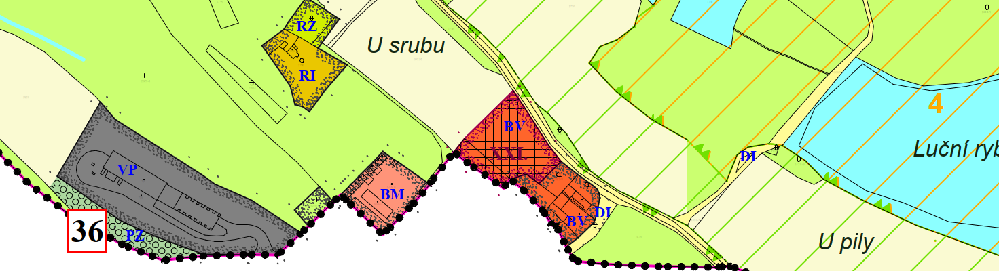 RZ
U srubu
RI
4
BV
XXI.
Luční ryb
DI
VP
BM
DI
BV
36
PZ
U pily